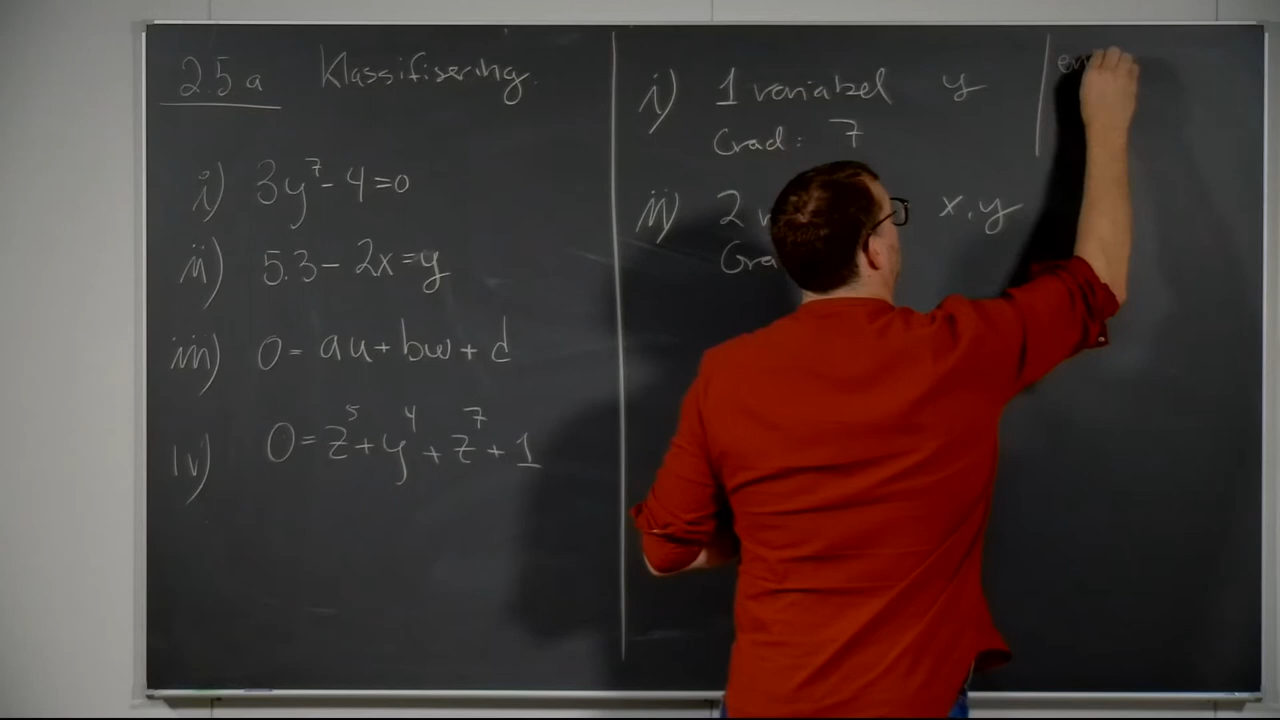 2.5a Klassifisering.
i) 3y⁷ - 4 = 0
ii) 5.3 - 2x = y
iii) 0 = au + bw + d
iv) 0 = z⁵ + y⁴ + z⁷ + 1
i) 1 variabel y
Grad: 7
ii) 2 x, y